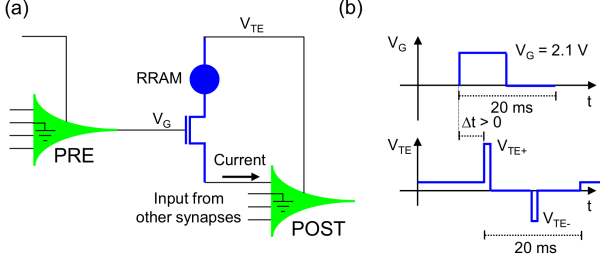 (a)
V_TE
RRAM
V_G
PRE
Current
Input from
other synapses
POST
(b)
V_G
V_G = 2.1 V
t
20 ms
Δt > 0
V_TE
V_TE+
V_TE-
t
20 ms